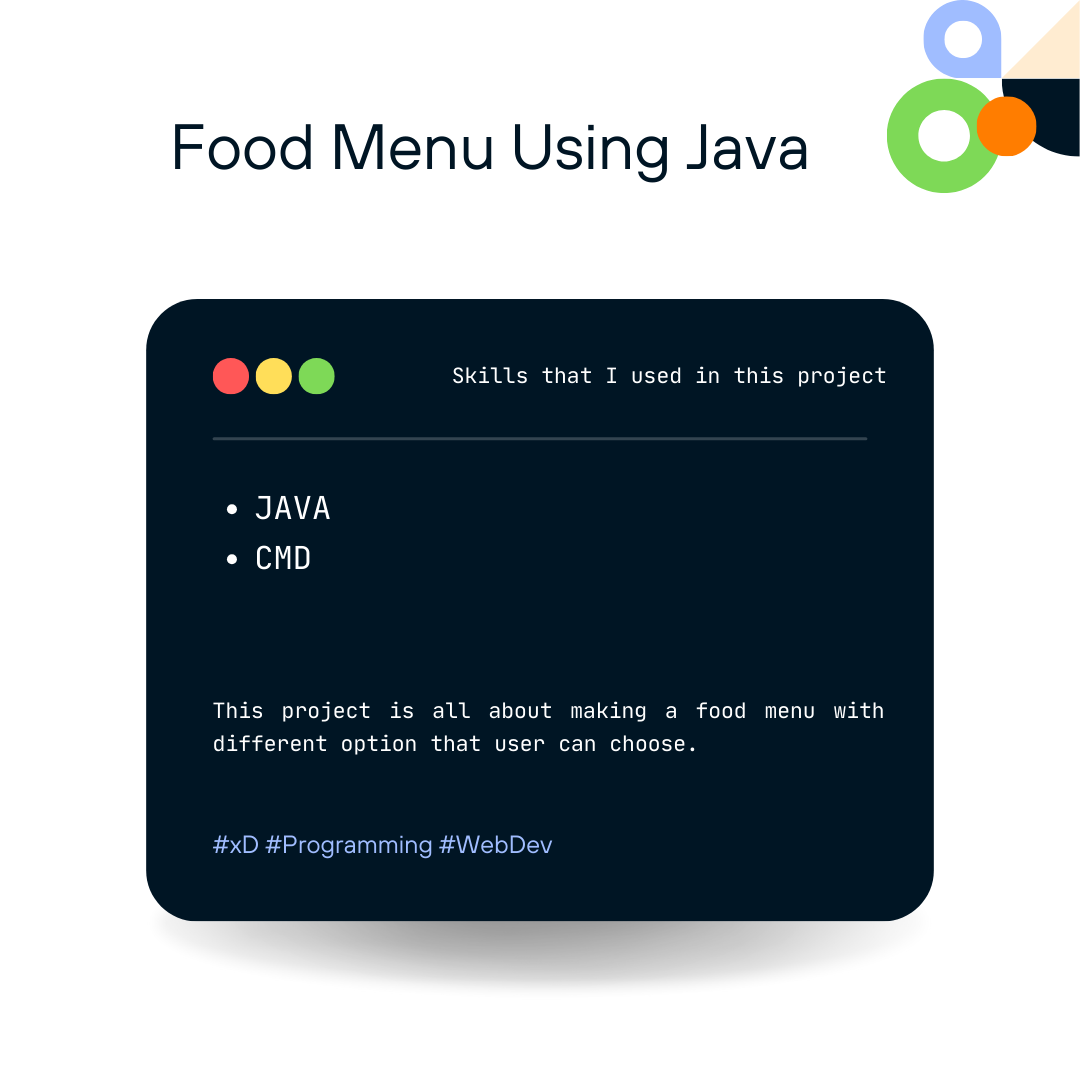 Food Menu Using Java
Skills that I used in this project
JAVA
CMD
This project is all about making a food menu with
different option that user can choose.
#xD #Programming #WebDev